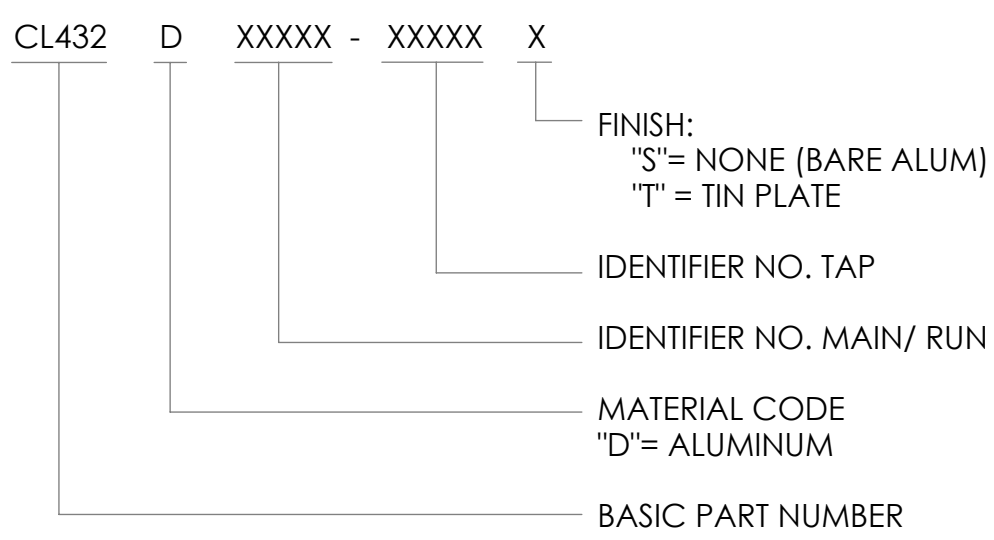 CL432 D XXXXX - XXXXX X
FINISH:
"S"= NONE (BARE ALUM)
"T" = TIN PLATE
IDENTIFIER NO. TAP
IDENTIFIER NO. MAIN/ RUN
MATERIAL CODE
"D"= ALUMINUM
BASIC PART NUMBER